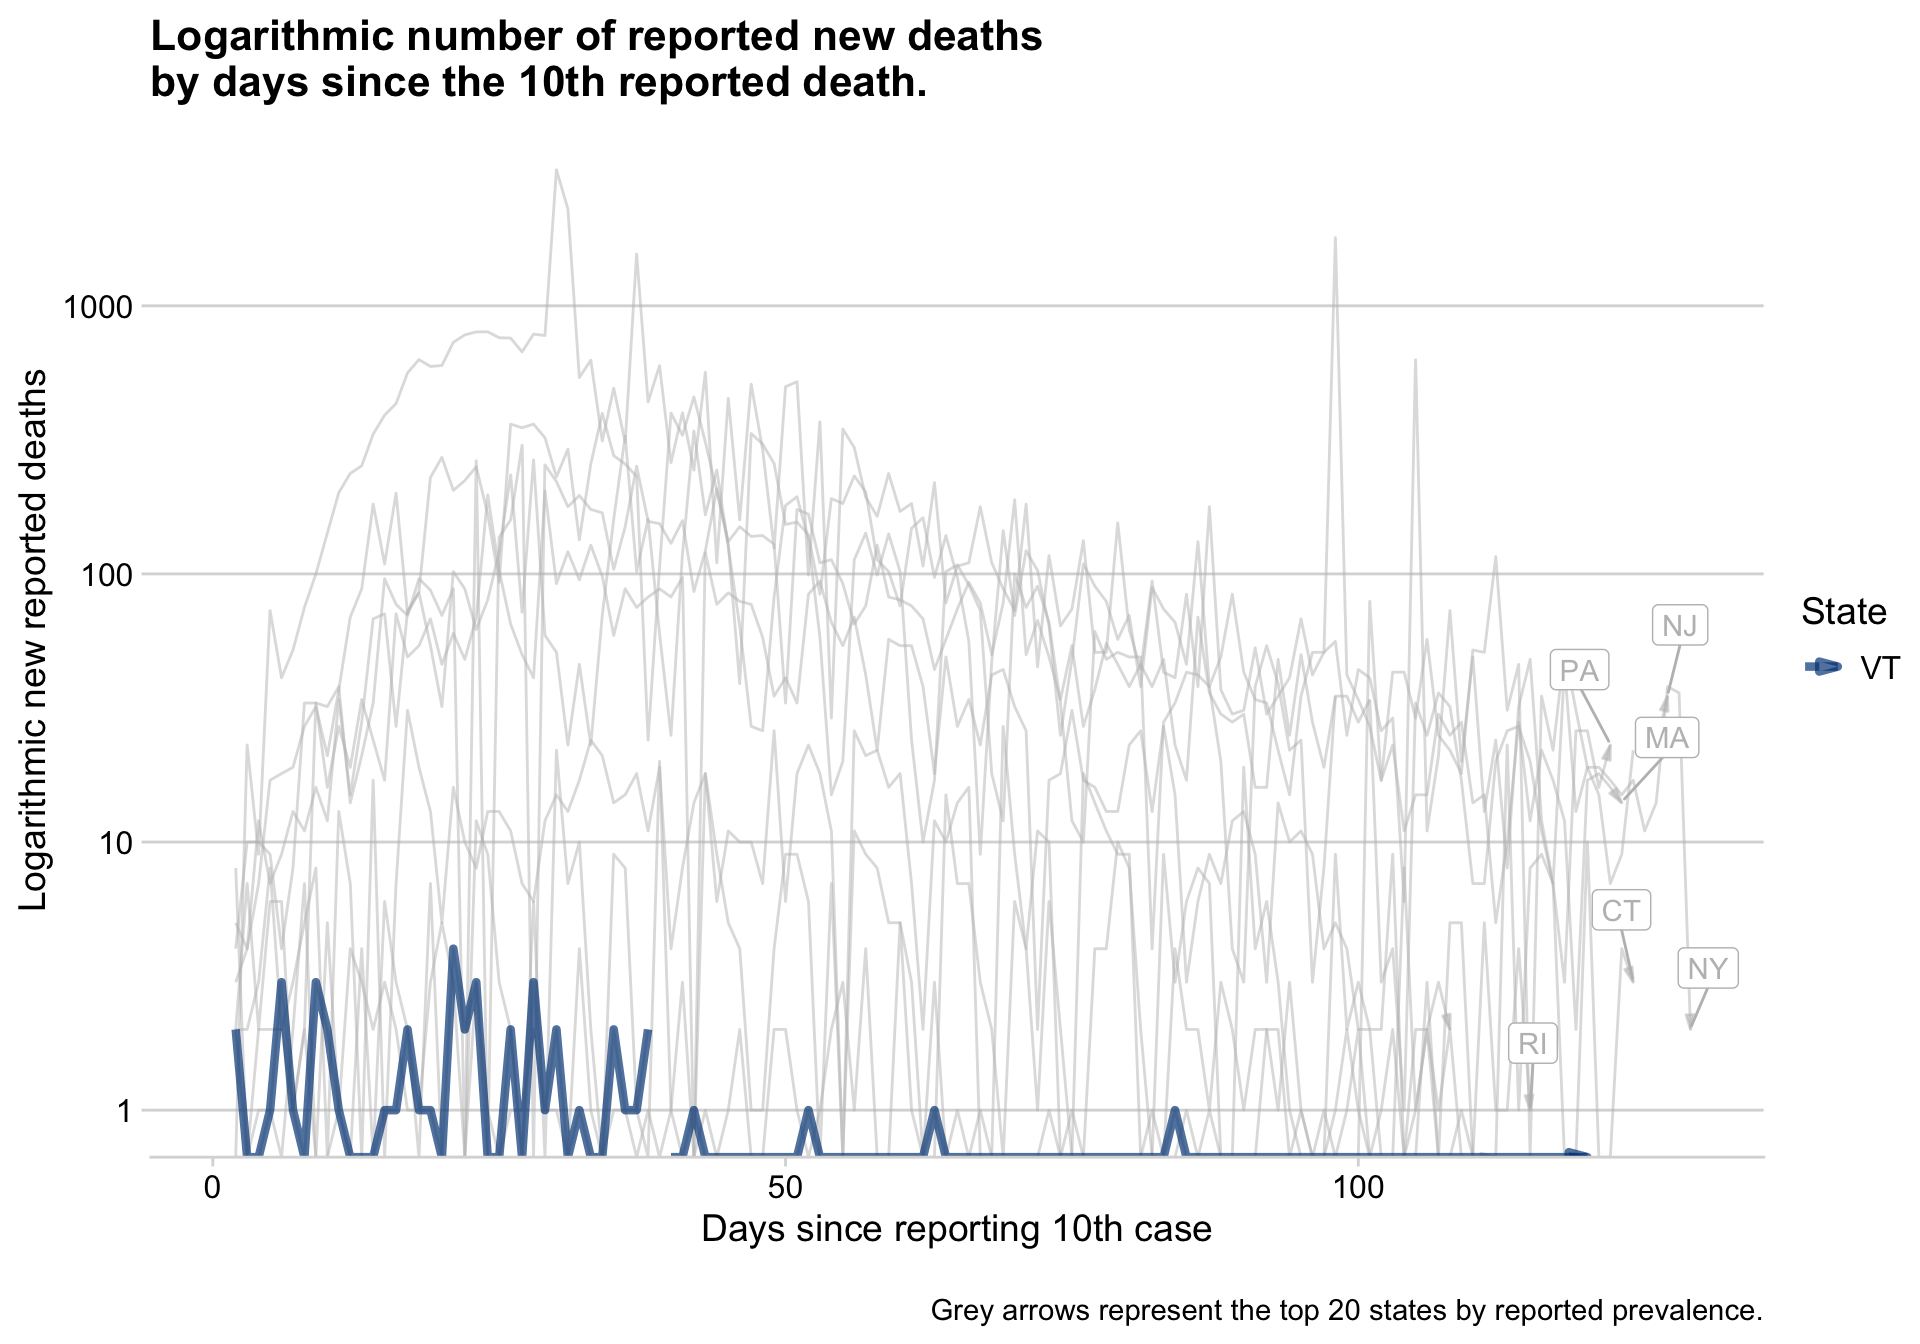 Logarithmic number of reported new deaths
by days since the 10th reported death.
Logarithmic new reported deaths
1000
100
10
1
0
50
100
Days since reporting 10th case
NJ
PA
MA
CT
NY
RI
State
VT
Grey arrows represent the top 20 states by reported prevalence.